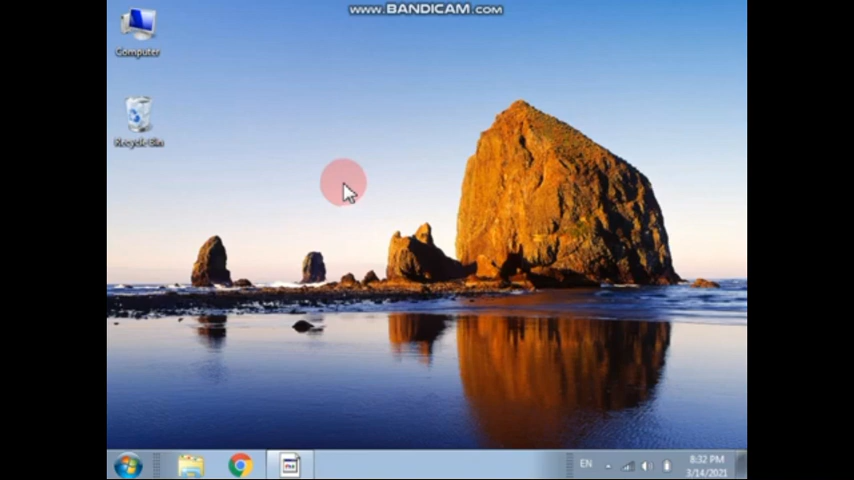 www.BANDICAM.com
Computer
Recycle Bin
EN
8:32 PM
3/14/2021